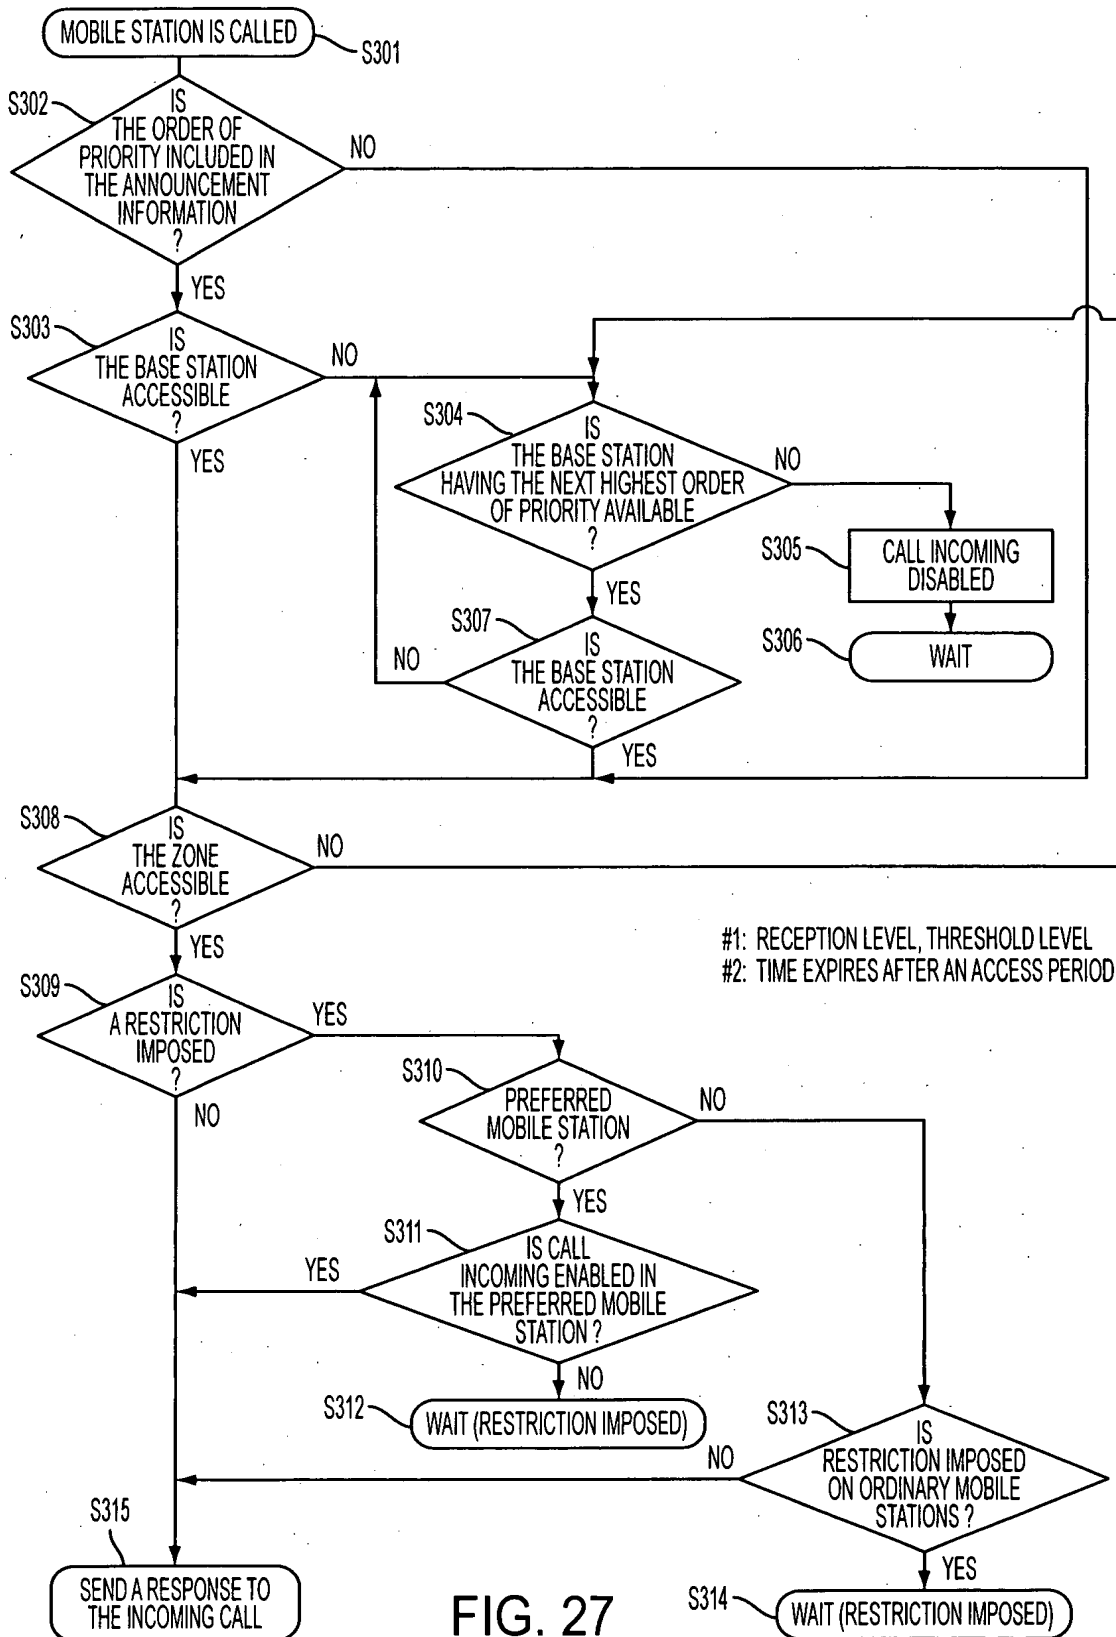 MOBILE STATION IS CALLED
S301
S302
IS
THE ORDER OF
PRIORITY INCLUDED IN
THE ANNOUNCEMENT
INFORMATION
?
NO
YES
S303
IS
THE BASE STATION
ACCESSIBLE
?
NO
YES
S304
IS
THE BASE STATION
HAVING THE NEXT HIGHEST ORDER
OF PRIORITY AVAILABLE
?
NO
YES
S305
CALL INCOMING
DISABLED
S306
WAIT
S307
IS
THE BASE STATION
ACCESSIBLE
?
NO
YES
S308
IS
THE ZONE
ACCESSIBLE
?
NO
YES
#1: RECEPTION LEVEL, THRESHOLD LEVEL
#2: TIME EXPIRES AFTER AN ACCESS PERIOD
S309
IS
A RESTRICTION
IMPOSED
?
YES
NO
S310
PREFERRED
MOBILE STATION
?
NO
YES
S311
IS CALL
INCOMING ENABLED IN
THE PREFERRED MOBILE
STATION ?
YES
NO
S312
WAIT (RESTRICTION IMPOSED)
S313
IS
RESTRICTION IMPOSED
ON ORDINARY MOBILE
STATIONS ?
NO
YES
S314
WAIT (RESTRICTION IMPOSED)
S315
SEND A RESPONSE TO
THE INCOMING CALL
FIG. 27